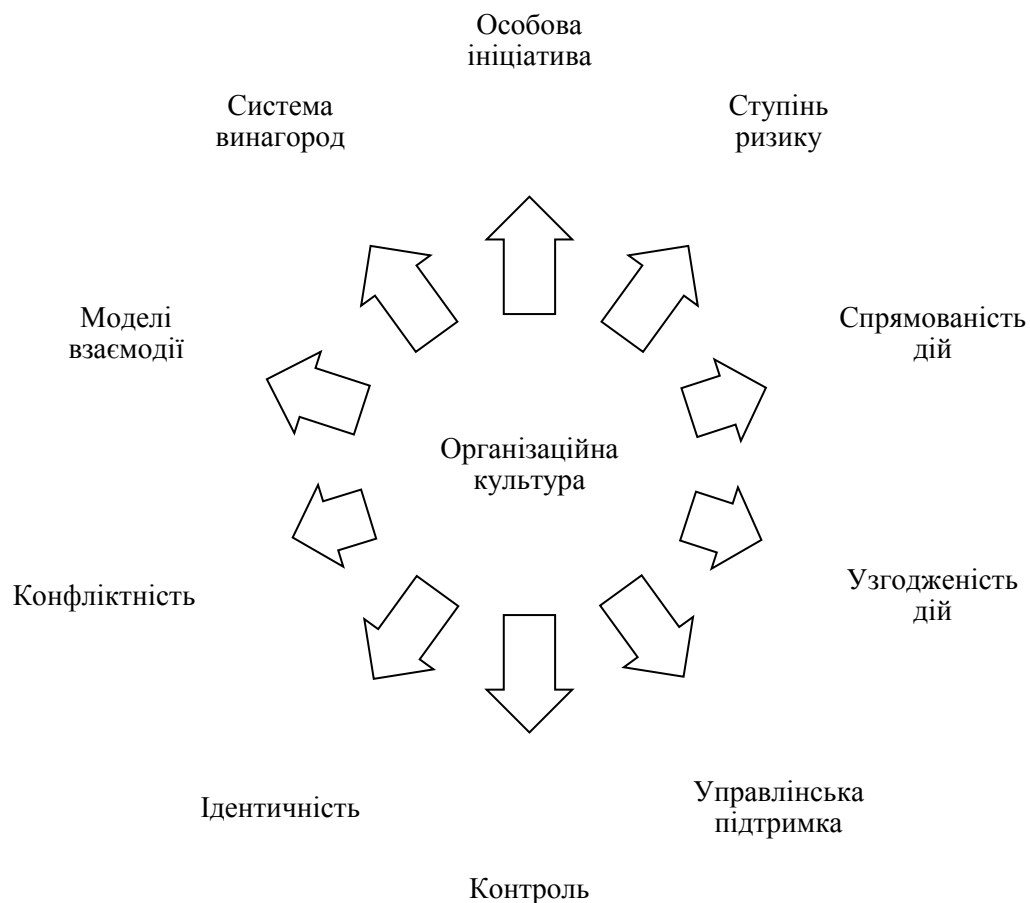 Особова
ініціатива
Система
винагород
Ступінь
ризику
Моделі
взаємодії
Спрямованість
дій
Організаційна
культура
Конфліктність
Узгодженість
дій
Ідентичність
Управлінська
підтримка
Контроль